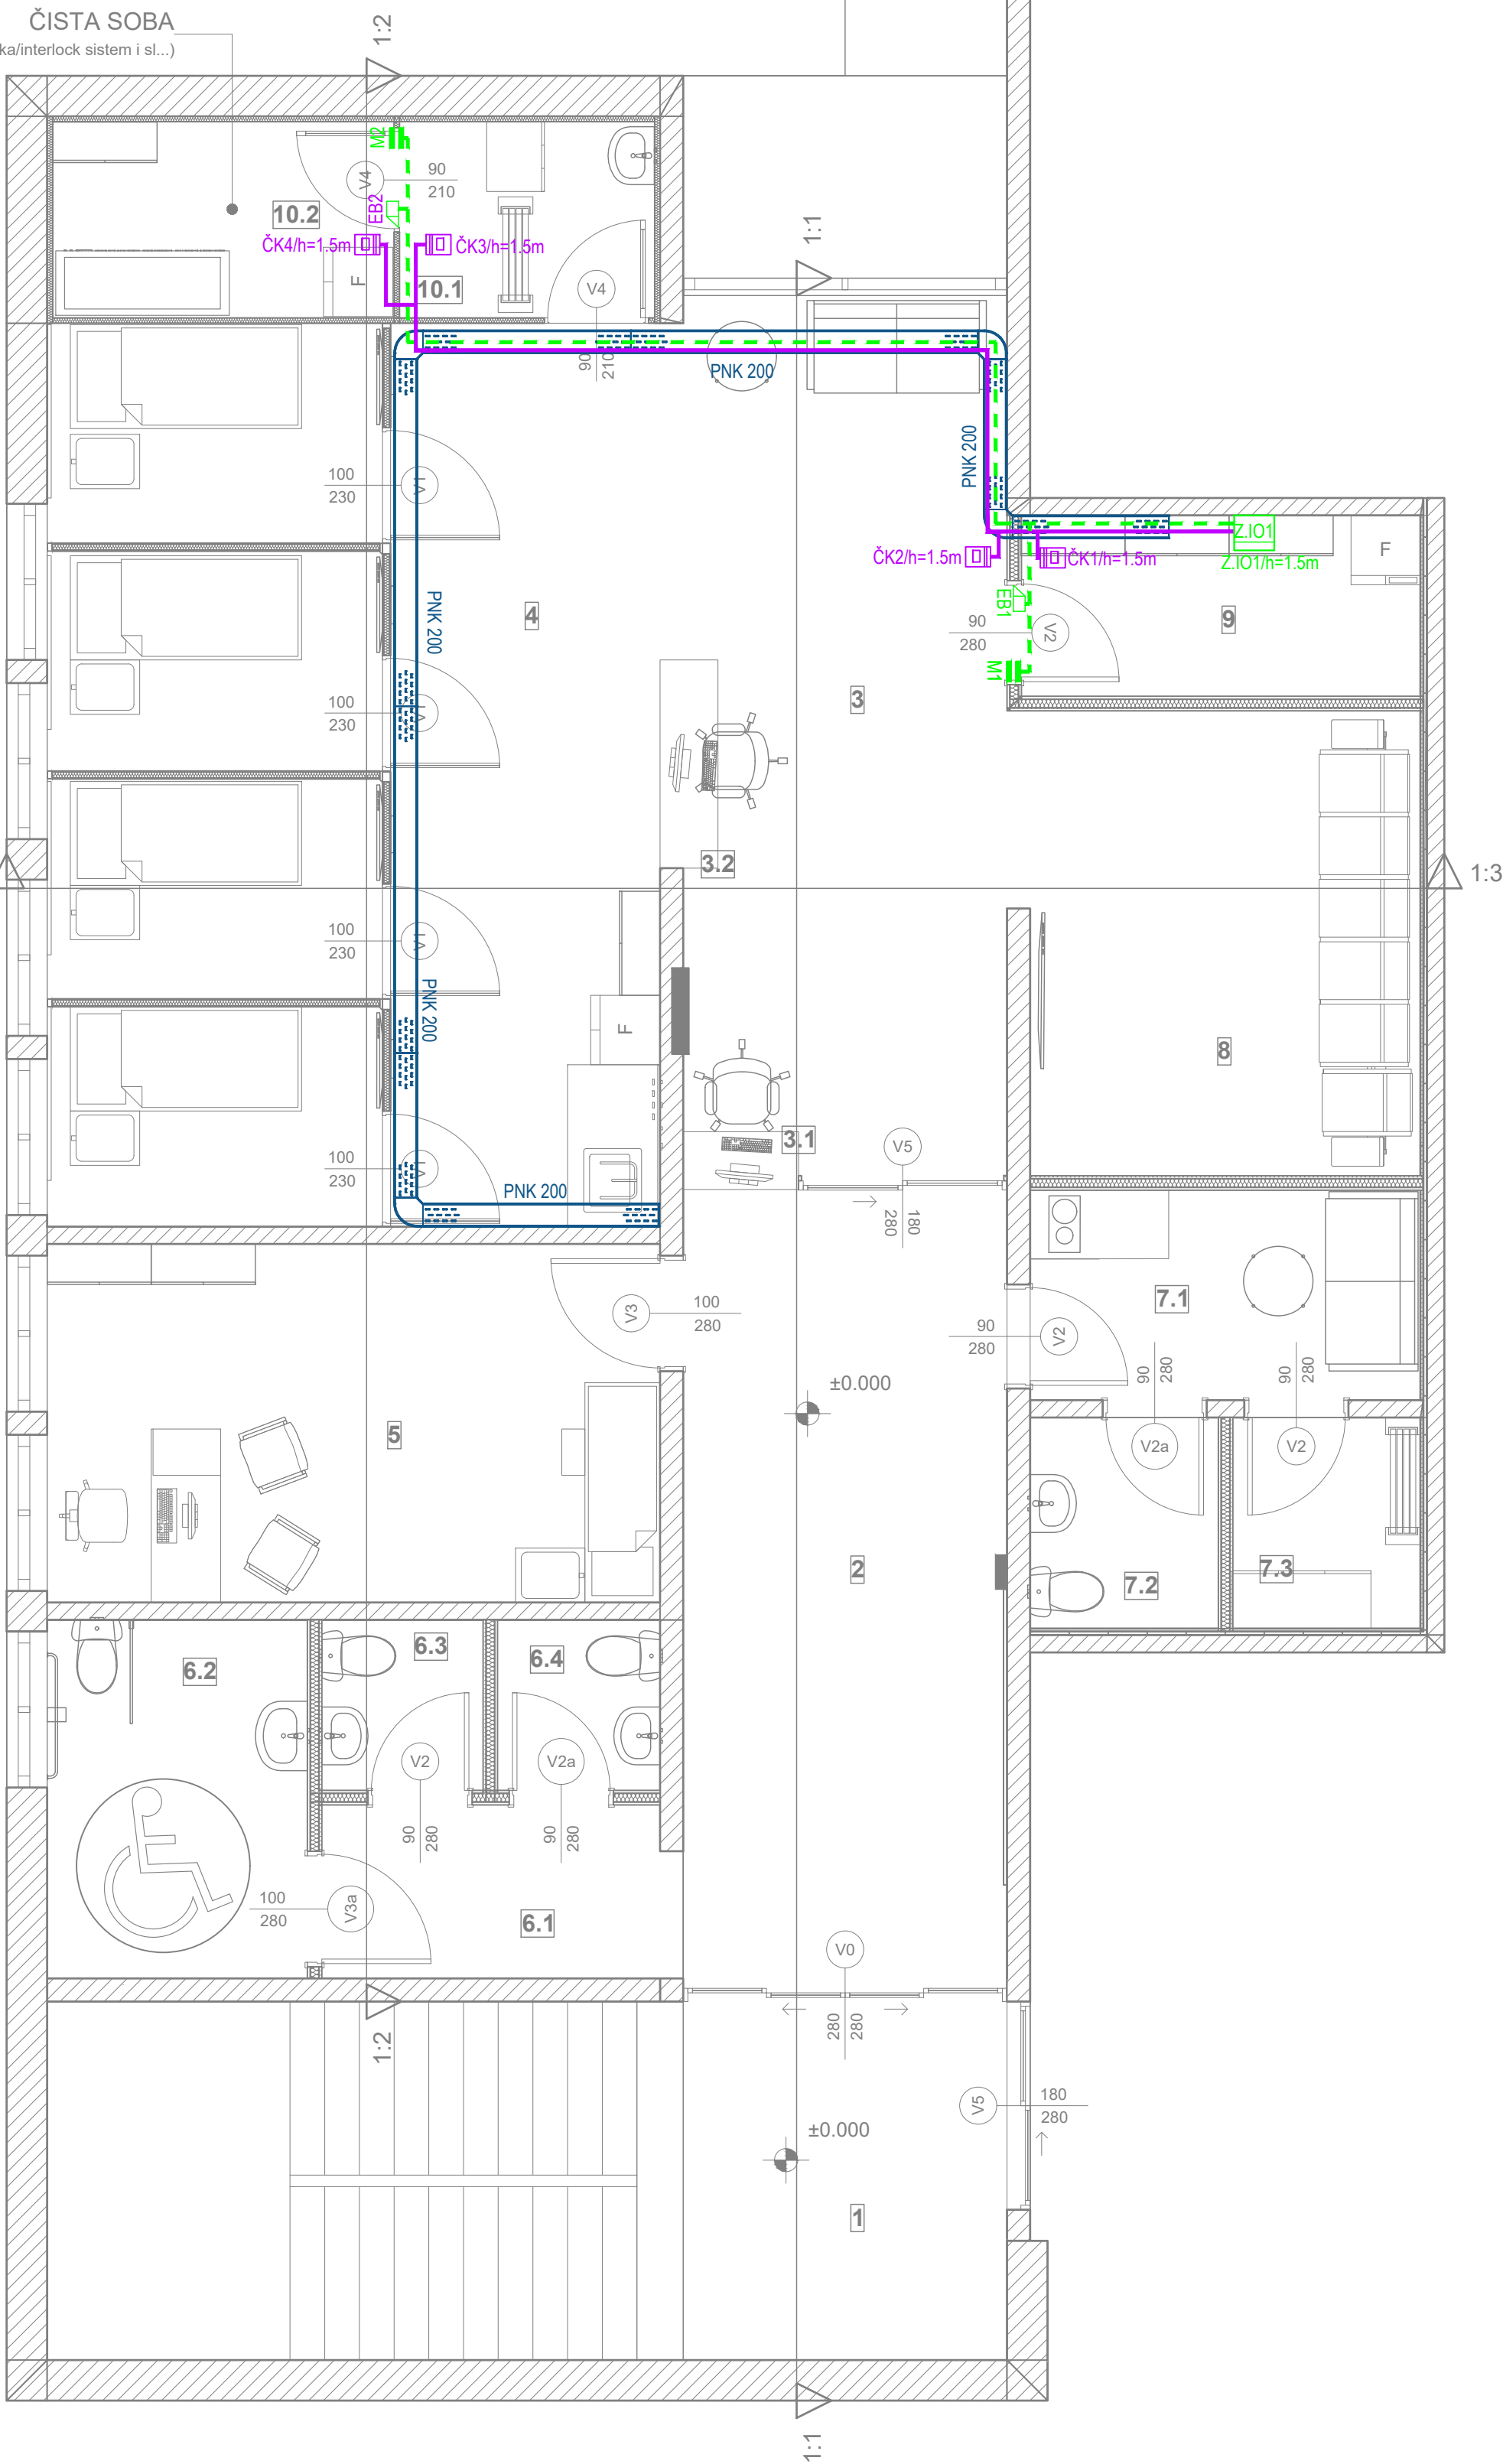 ČISTA SOBA
ka/interlock sistem i sl...)
1:2
M2
V4
90
210
EB2
10.2
ČK4/h=1.5m
ČK3/h=1.5m
F
10.1
V4
90
210
1:1
PNK 200
PNK 200
100
230
V1
Z.IO1
Z.IO1/h=1.5m
F
ČK2/h=1.5m
ČK1/h=1.5m
EB1
90
280
V2
M1
9
PNK 200
4
3
100
230
V1
3.2
1:3
100
230
V1
PNK 200
F
8
3.1
V5
180
280
100
230
V1
PNK 200
V3
100
280
90
280
V2
7.1
90
280
90
280
±0.000
5
V2a
V2
2
7.2
7.3
6.2
6.3
6.4
V2
V2a
90
280
90
280
100
280
V3a
6.1
V0
280
280
1:2
V5
180
280
±0.000
1
1:1